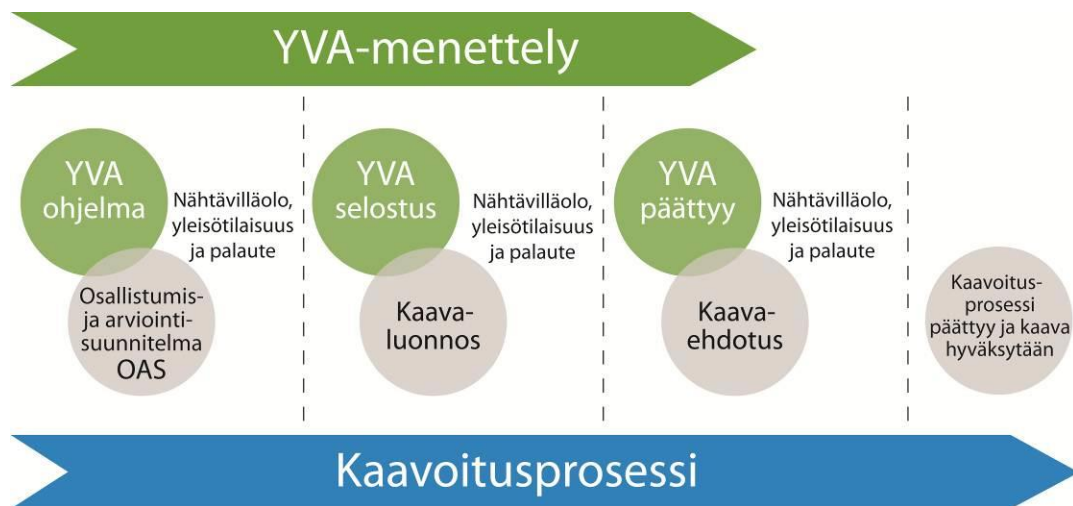 YVA-menettely
YVA
ohjelma
Nähtävilläolo,
yleisötilaisuus
ja palaute
Osallistumis-
ja arviointi-
suunnitelma
OAS
YVA
selostus
Nähtävilläolo,
yleisötilaisuus
ja palaute
Kaava-
luonnos
YVA
päättyy
Nähtävilläolo,
yleisötilaisuus
ja palaute
Kaava-
ehdotus
Kaavoitus-
prosessi
päättyy ja kaava
hyväksytään
Kaavoitusprosessi